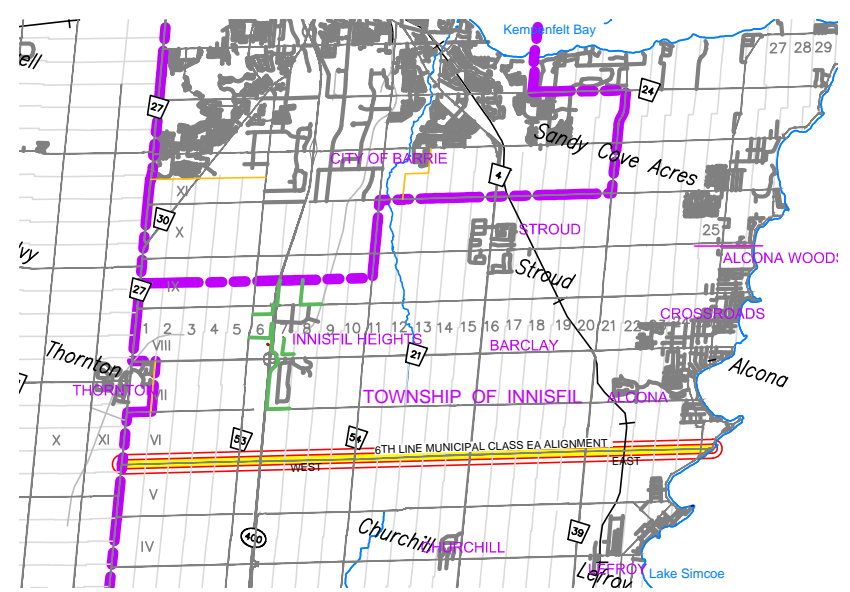 Kempenfelt Bay
27 28 29
ell
24
27
Sandy Cove Acres
CITY OF BARRIE
4
XI
30
25
X
STROUD
vy
ALCONA WOODS
Stroud
27
IX
CROSSROADS
1 2 3 4 5 6 7 8 9 10 11 12 13 14 15 16 17 18 19 20 21 22
INNISFIL HEIGHTS
VIII
BARCLAY
21
Thornton
Alcona
THORNTON
VII
TOWNSHIP OF INNISFIL
ALCONA
X XI VI
53
54
6TH LINE MUNICIPAL CLASS EA ALIGNMENT
WEST
EAST
V
Churchill
39
400
IV
CHURCHILL
LEFROY
Lefroy
Lake Simcoe